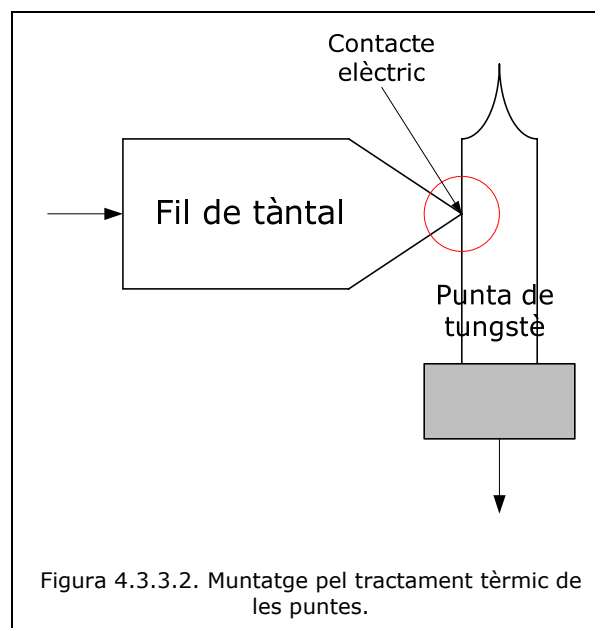 Contacte
elèctric
Fil de tàntal
Punta de
tungstè
Figura 4.3.3.2. Muntatge pel tractament tèrmic de
les puntes.